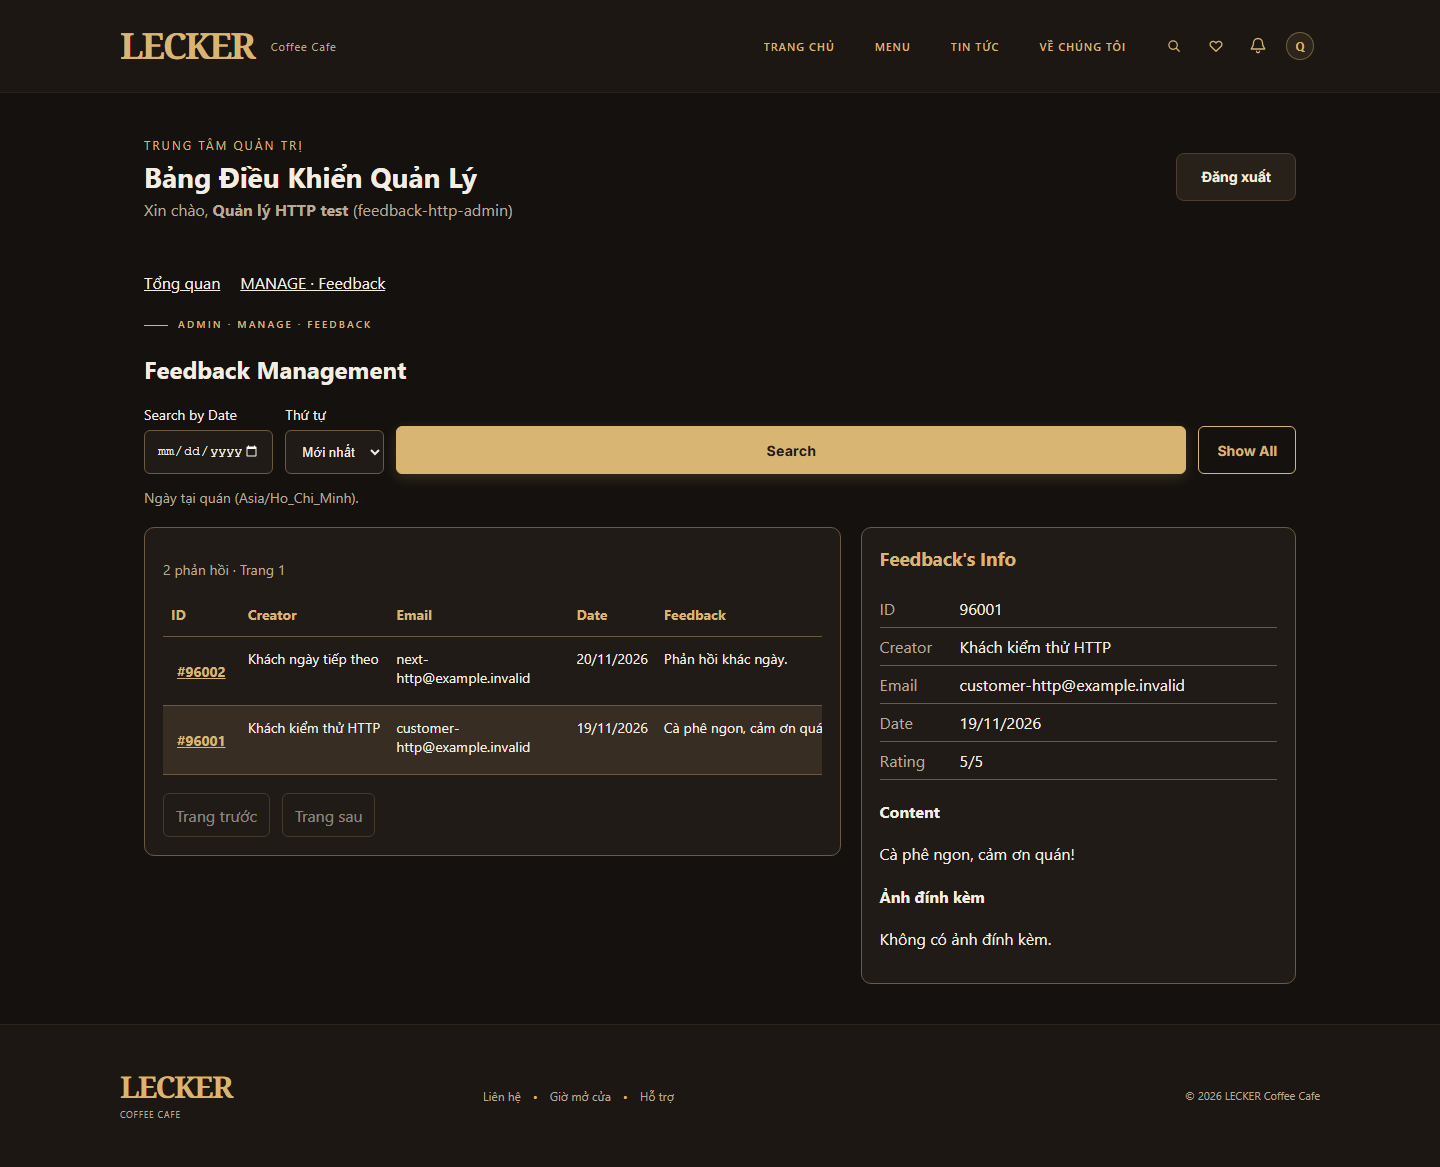 LECKER Coffee Cafe TRANG CHỦ MENU TIN TỨC VỀ CHÚNG TÔI Q
TRUNG TÂM QUẢN TRỊ
Bảng Điều Khiển Quản Lý
Đăng xuất
Xin chào, Quản lý HTTP test (feedback-http-admin)
Tổng quan MANAGE · Feedback
ADMIN · MANAGE · FEEDBACK
Feedback Management
Search by Date Thứ tự
mm/dd/yyyy Mới nhất Search Show All
Ngày tại quán (Asia/Ho_Chi_Minh).
2 phản hồi · Trang 1
ID Creator Email Date Feedback
#96002 Khách ngày tiếp theo next-http@example.invalid 20/11/2026 Phản hồi khác ngày.
#96001 Khách kiểm thử HTTP customer-http@example.invalid 19/11/2026 Cà phê ngon, cảm ơn quá
Trang trước Trang sau
Feedback's Info
ID 96001
Creator Khách kiểm thử HTTP
Email customer-http@example.invalid
Date 19/11/2026
Rating 5/5
Content
Cà phê ngon, cảm ơn quán!
Ảnh đính kèm
Không có ảnh đính kèm.
LECKER
COFFEE CAFE
Liên hệ • Giờ mở cửa • Hỗ trợ
© 2026 LECKER Coffee Cafe